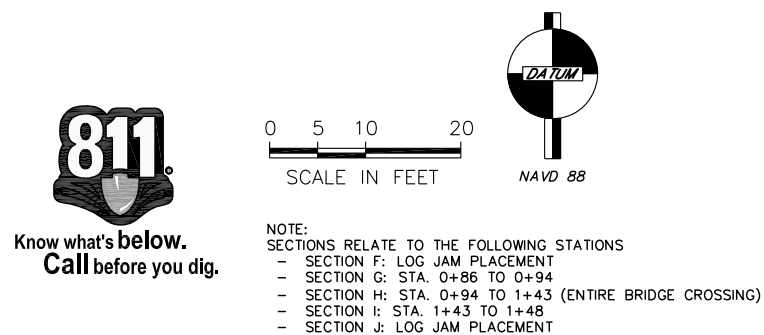 DATUM
NAVD 88
0 5 10 20
SCALE IN FEET
811.
Know what's below.
Call before you dig.
NOTE:
SECTIONS RELATE TO THE FOLLOWING STATIONS
- SECTION F: LOG JAM PLACEMENT
- SECTION G: STA. 0+86 TO 0+94
- SECTION H: STA. 0+94 TO 1+43 (ENTIRE BRIDGE CROSSING)
- SECTION I: STA. 1+43 TO 1+48
- SECTION J: LOG JAM PLACEMENT